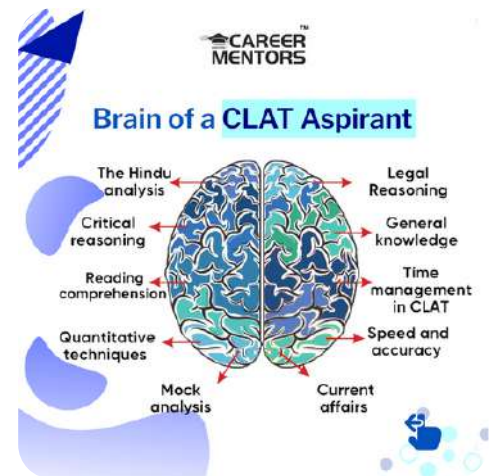 CAREER™
MENTORS
Brain of a CLAT Aspirant
The Hindu
analysis
Critical
reasoning
Reading
comprehension
Quantitative
techniques
Mock
analysis
Legal
Reasoning
General
knowledge
Time
management
in CLAT
Speed and
accuracy
Current
affairs